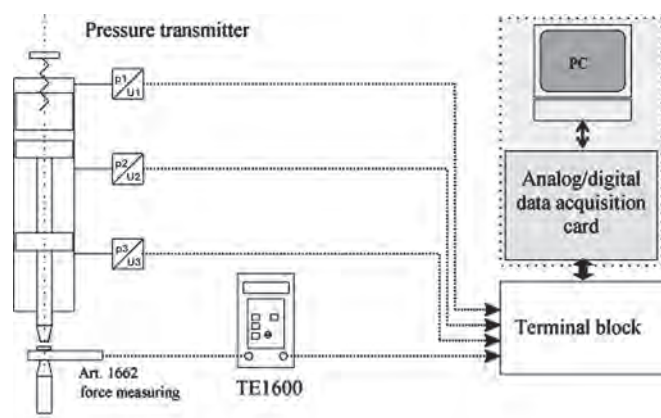 Pressure transmitter
p1
U1
p2
U2
p3
U3
PC
Analog/digital
data acquisition
card
Terminal block
Art. 1662
force measuring
TE1600